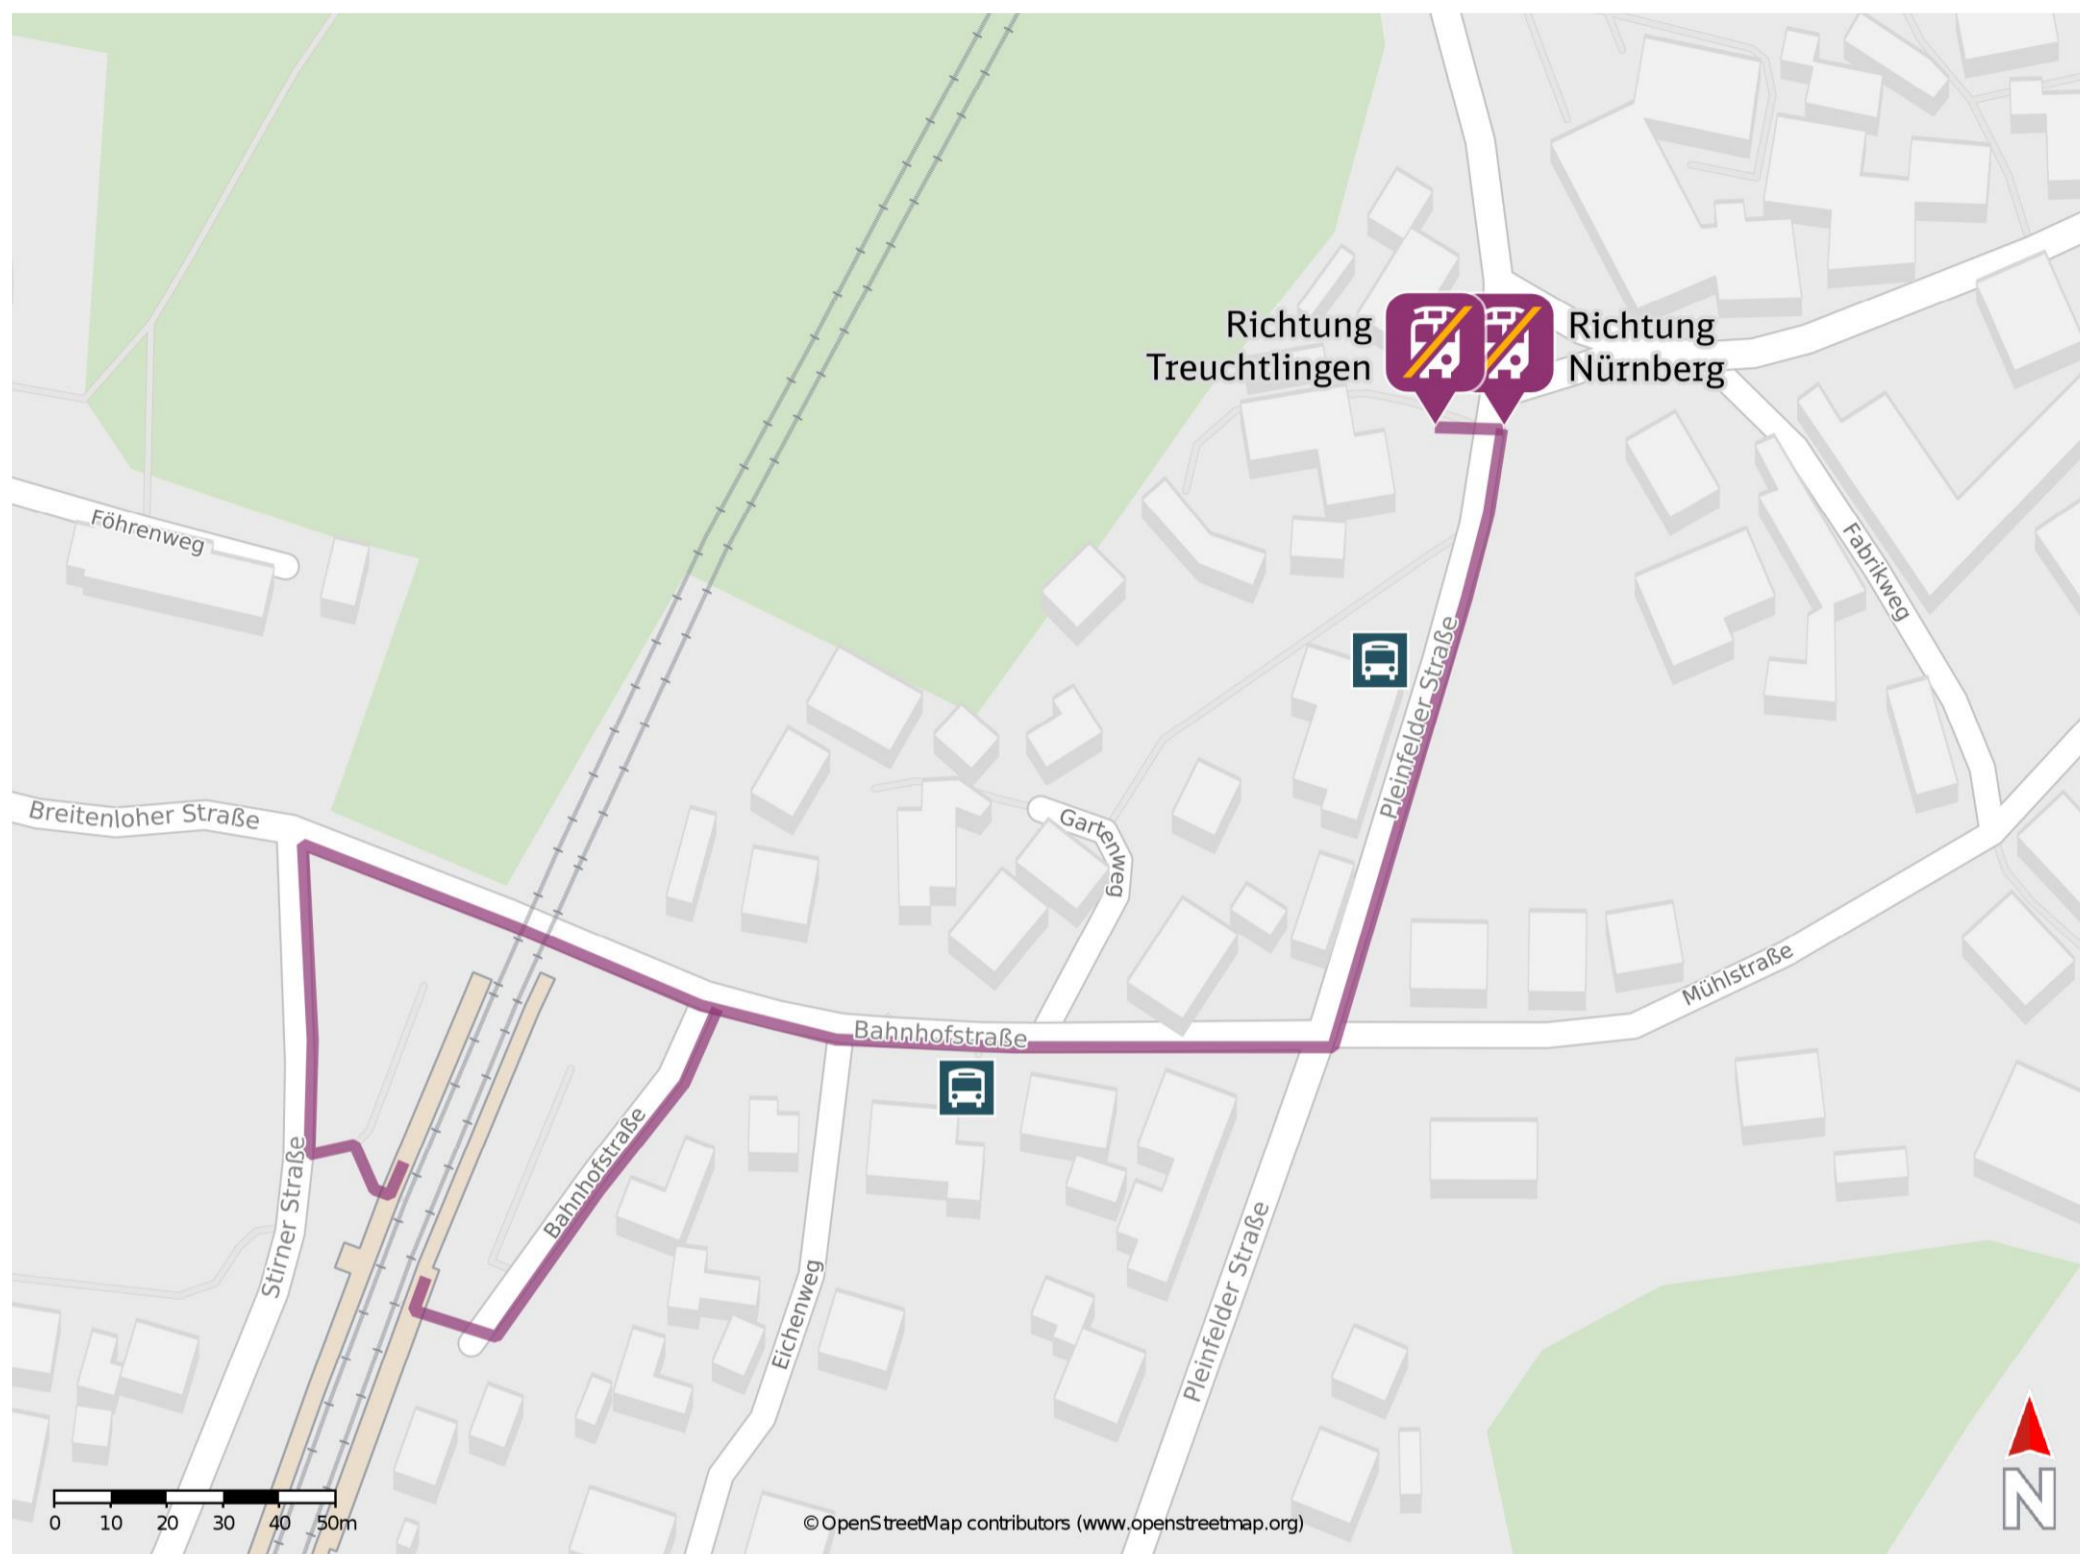 Richtung
Treuchtlingen
Richtung
Nürnberg
Föhrenweg
Fabrikweg
Pleinfelder Straße
Breitenloher Straße
Gartenweg
Mühlstraße
Bahnhofstraße
Bahnhofstraße
Stirner Straße
Eichenweg
Pleinfelder Straße
N
0 10 20 30 40 50m
© OpenStreetMap contributors (www.openstreetmap.org)